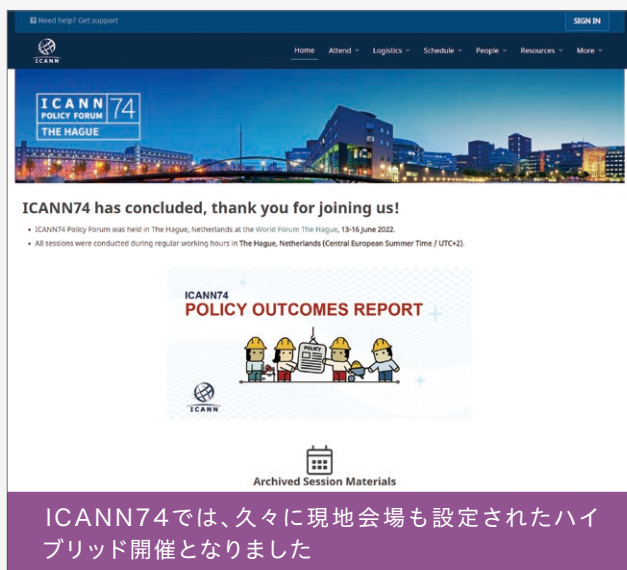 Need help? Get support
SIGN IN
ICANN
Home Attend Logistics Schedule People Resources More
ICANN 74
POLICY FORUM
THE HAGUE
ICANN74 has concluded, thank you for joining us!
• ICANN74 Policy Forum was held in The Hague, Netherlands at the World Forum The Hague, 13-16 June 2022.
• All sessions were conducted during regular working hours in The Hague, Netherlands (Central European Summer Time / UTC+2).
ICANN74
POLICY OUTCOMES REPORT
POLICY
ICANN
Archived Session Materials
ICANN74では、久々に現地会場も設定されたハイ
ブリッド開催となりました